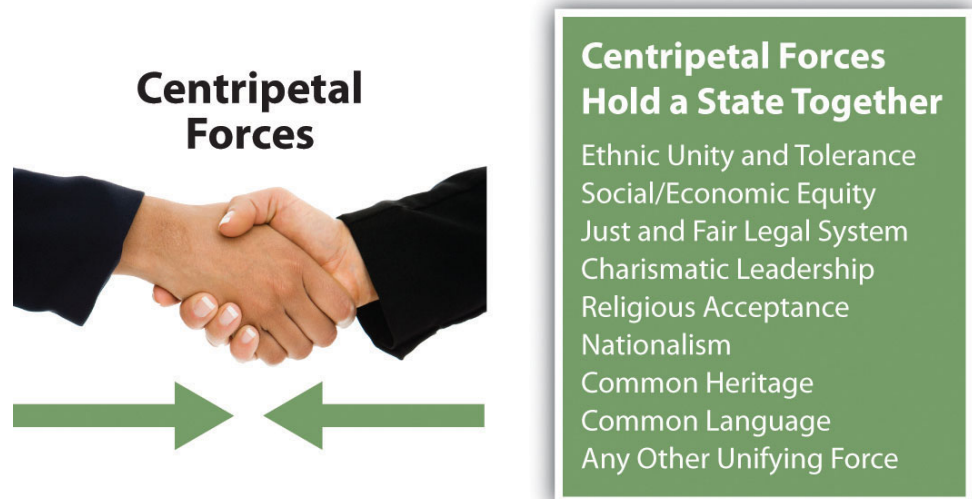 Centripetal
Forces
Centripetal Forces
Hold a State Together
Ethnic Unity and Tolerance
Social/Economic Equity
Just and Fair Legal System
Charismatic Leadership
Religious Acceptance
Nationalism
Common Heritage
Common Language
Any Other Unifying Force